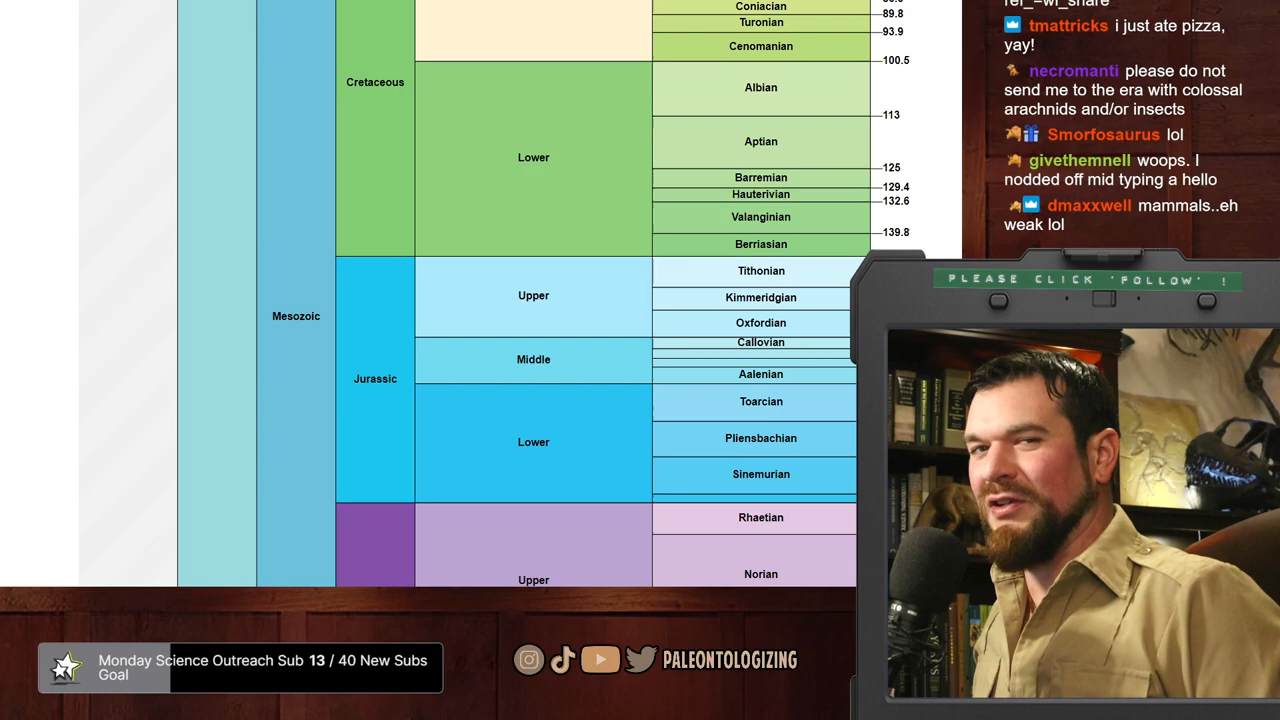 Coniacian
89.8
Turonian
93.9
Cenomanian
100.5
Cretaceous
Albian
113
Aptian
Lower
125
Barremian
129.4
Hauterivian
132.6
Valanginian
139.8
Berriasian
Tithonian
Upper
Kimmeridgian
Mesozoic
Oxfordian
Callovian
Middle
Jurassic
Aalenian
Toarcian
Lower
Pliensbachian
Sinemurian
Rhaetian
Norian
Upper
tmattricks i just ate pizza,
yay!
necromanti please do not
send me to the era with colossal
arachnids and/or insects
Smorfosaurus lol
givethemnell woops. I
nodded off mid typing a hello
dmaxxwell mammals..eh
weak lol
PLEASE CLICK 'FOLLOW' !
Monday Science Outreach Sub 13 / 40 New Subs
Goal
PALEONTOLOGIZING